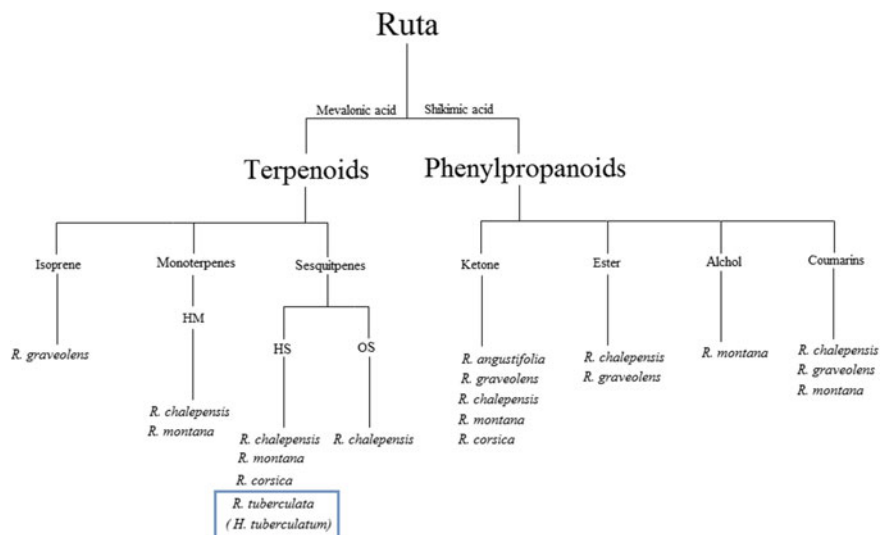 Ruta
Mevalonic acid Shikimic acid
Terpenoids Phenylpropanoids
Isoprene Monoterpenes Sesquitpenes Ketone Ester Alchol Coumarins
HM
HS OS
R. graveolens
R. chalepensis
R. montana
R. chalepensis
R. montana
R. corsica
R. tuberculata
( H. tuberculatum)
R. chalepensis
R. angustifolia
R. graveolens
R. chalepensis
R. montana
R. corsica
R. chalepensis
R. graveolens
R. montana
R. chalepensis
R. graveolens
R. montana